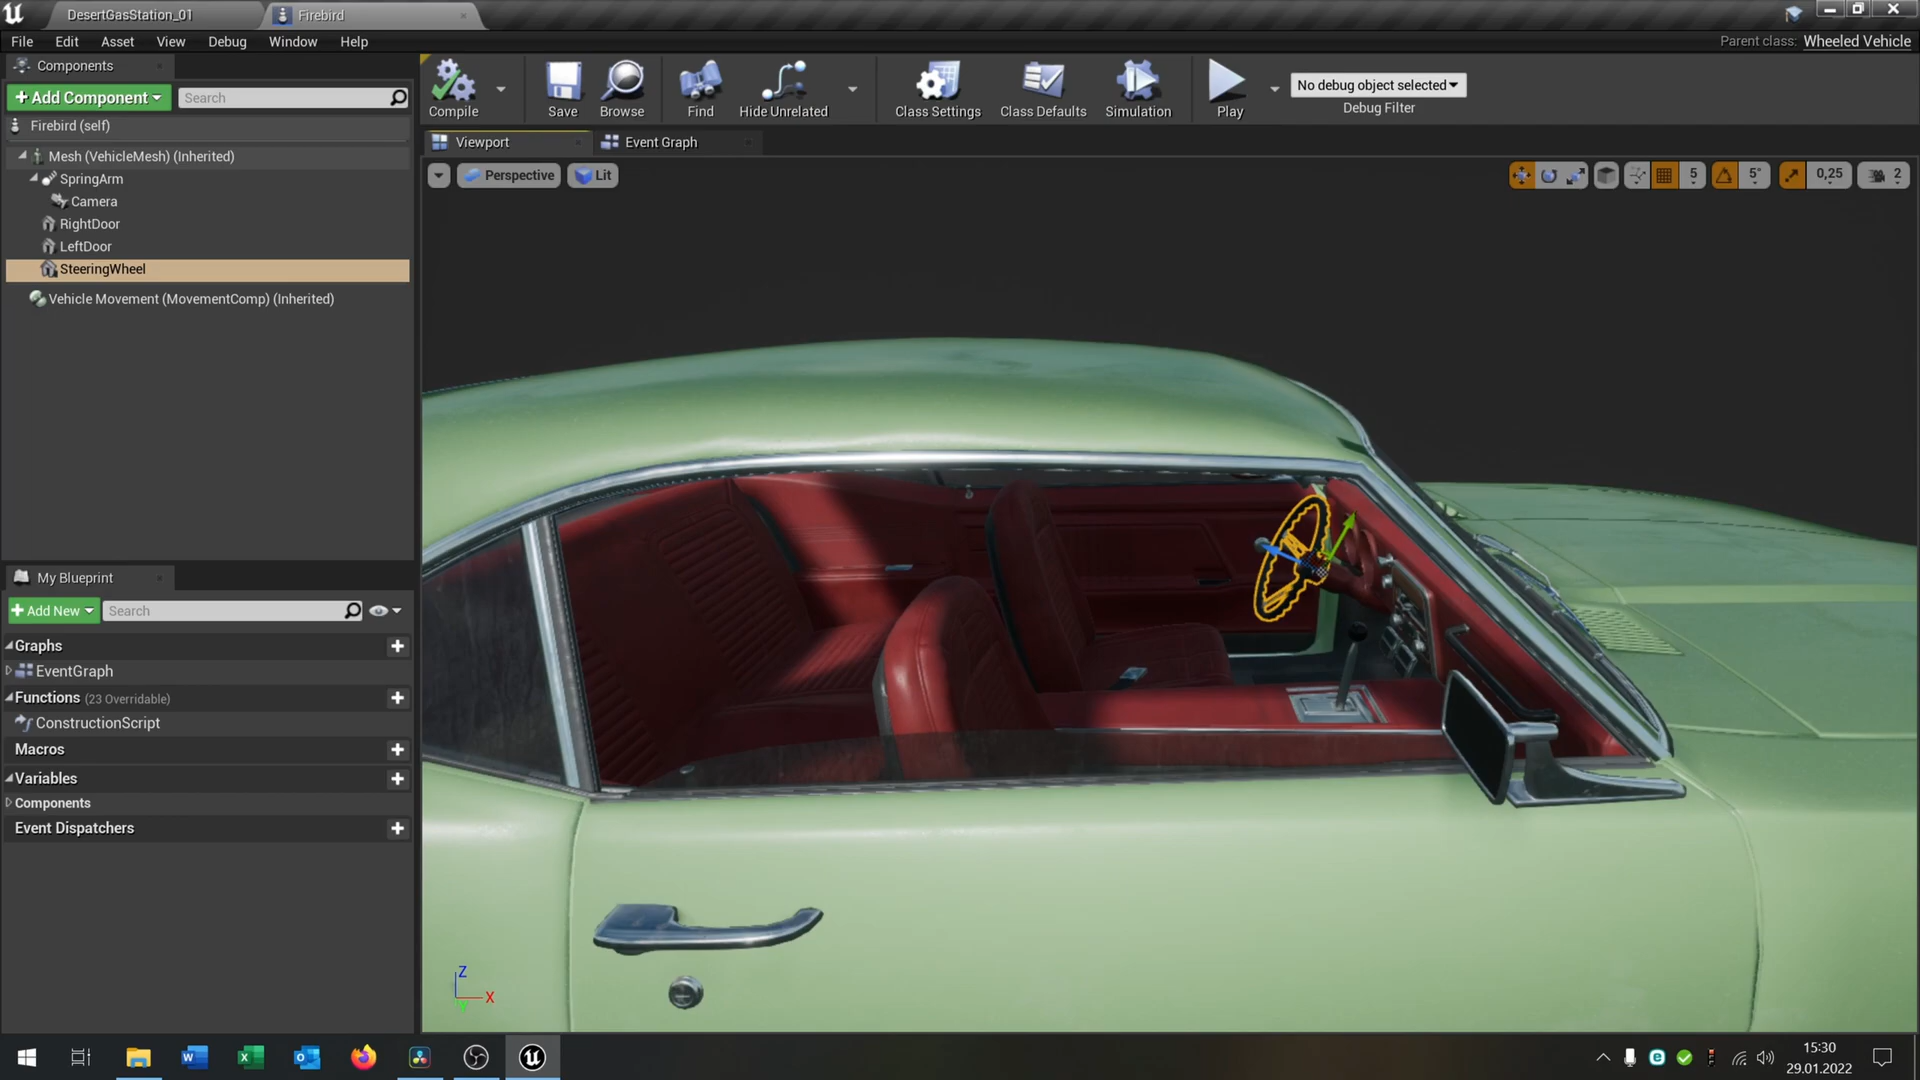 DesertGasStation_01
Firebird
File Edit Asset View Debug Window Help
Parent class: Wheeled Vehicle
Components
+ Add Component
Search
Firebird (self)
Mesh (VehicleMesh) (Inherited)
SpringArm
Camera
RightDoor
LeftDoor
SteeringWheel
Vehicle Movement (MovementComp) (Inherited)
Compile
Save
Browse
Find
Hide Unrelated
Class Settings
Class Defaults
Simulation
Play
No debug object selected
Debug Filter
Viewport
Event Graph
Perspective
Lit
5
5°
0,25
2
My Blueprint
+ Add New
Search
Graphs
EventGraph
Functions (23 Overridable)
ConstructionScript
Macros
Variables
Components
Event Dispatchers
Z
X
Y
15:30
29.01.2022